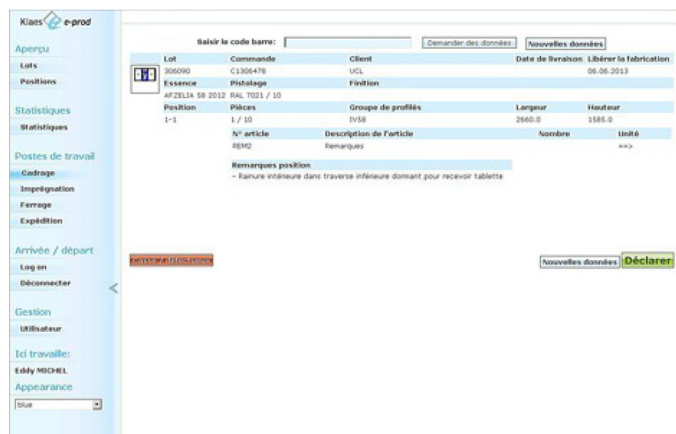 Klaes e-prod
Aperçu
Lots
Positions
Statistiques
Statistiques
Postes de travail
Cadrage
Imprégnation
Ferrage
Expédition
Arrivée / départ
Log on
Déconnecter
Gestion
Utilisateur
Ici travaille:
Eddy MICHEL
Appearance
blue
Saisir le code barre: Demander des données Nouvelles données
Lot Commande Client Date de livraison Libérer la fabrication
306090 C1306478 UCL 06.06.2013
Essence Pistolage Finition
AFZELIA 58 2012 RAL 7021 / 10
Position Pièces Groupe de profilés Largeur Hauteur
1-1 1 / 10 IV58 2660.0 1585.0
N° article Description de l'article Nombre Unité
REM2 Remarques ==>
Remarques position
- Rainure intérieure dans traverse inférieure dormant pour recevoir tablette
Nouvelles données Déclarer